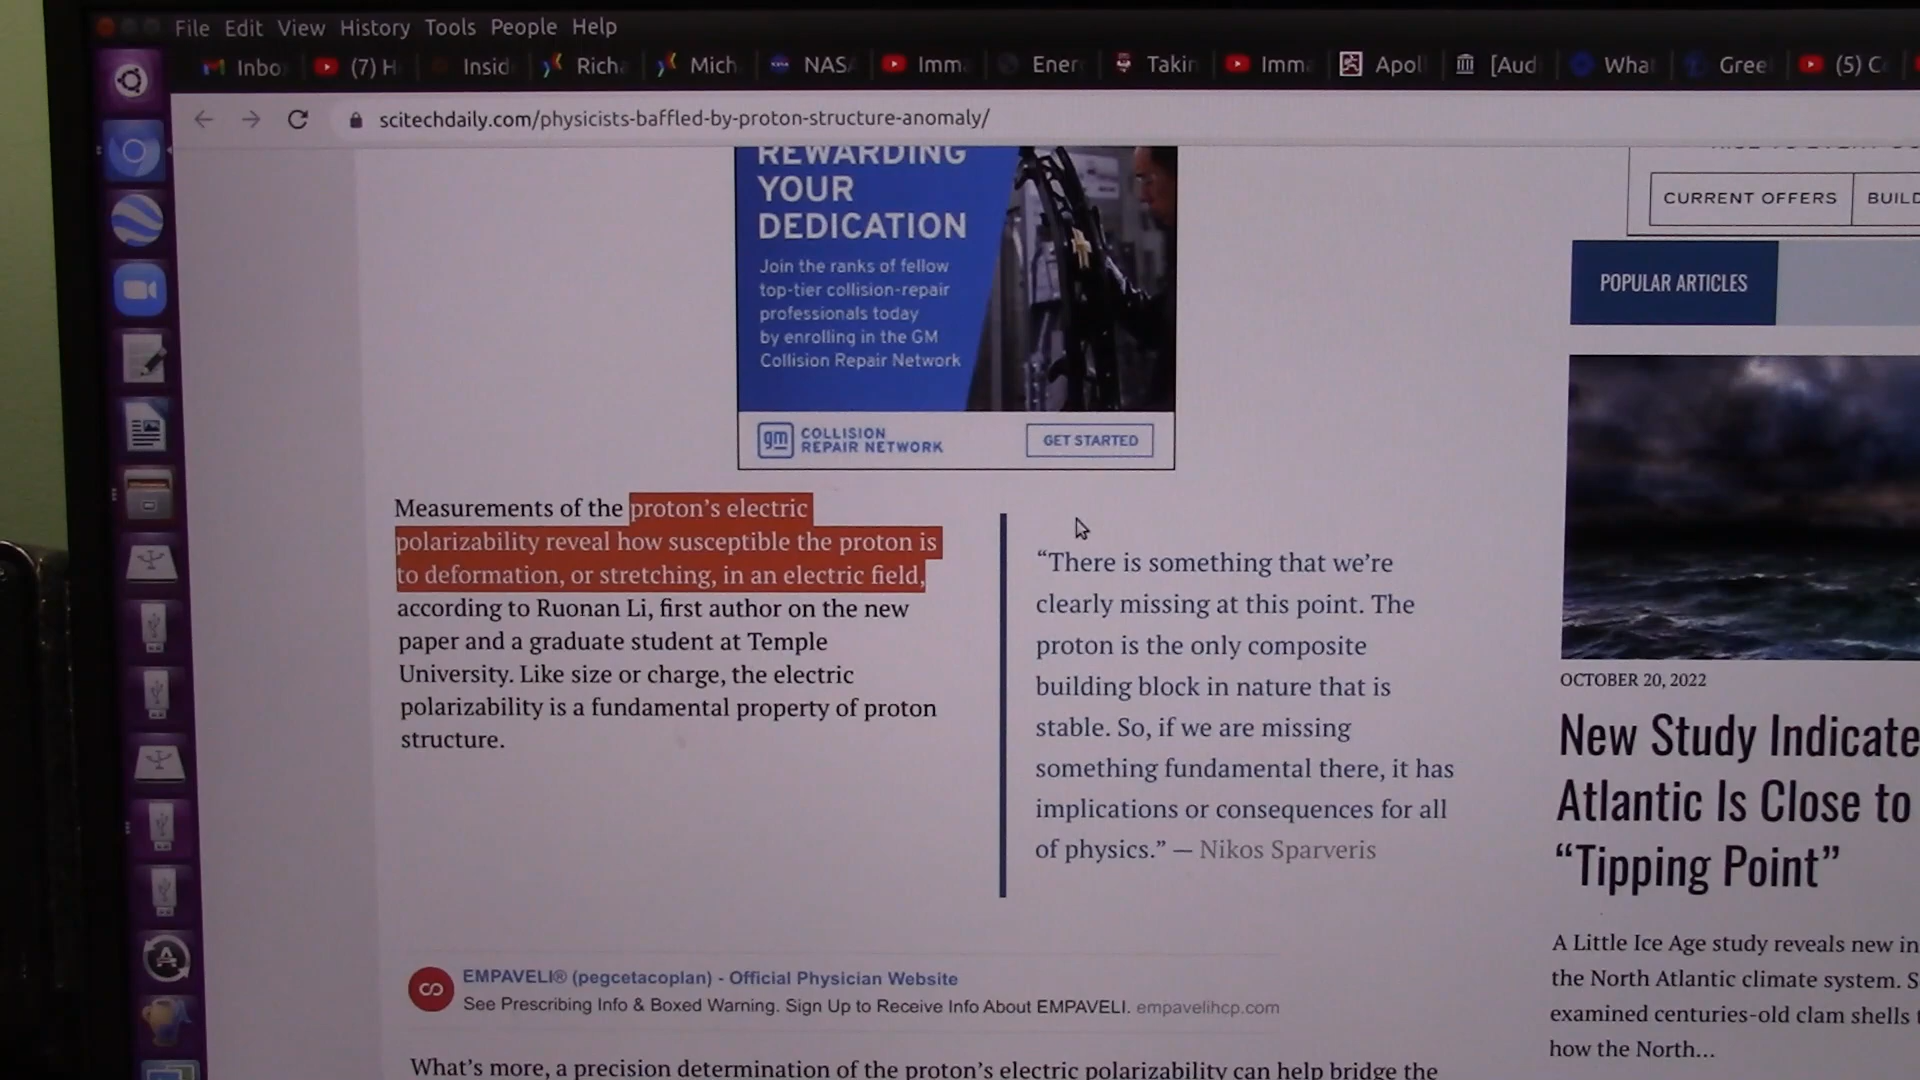 File Edit View History Tools People Help
Inbo (7) H Insid Rich Mich NAS Imm Ener Takin Imm Apol [Aud What Gree (5) C
scitechdaily.com/physicists-baffled-by-proton-structure-anomaly/
REWARDING
YOUR
DEDICATION
Join the ranks of fellow
top-tier collision-repair
professionals today
by enrolling in the GM
Collision Repair Network
gm COLLISION
REPAIR NETWORK
GET STARTED
Measurements of the proton's electric
polarizability reveal how susceptible the proton is
to deformation, or stretching, in an electric field,
according to Ruonan Li, first author on the new
paper and a graduate student at Temple
University. Like size or charge, the electric
polarizability is a fundamental property of proton
structure.
“There is something that we’re
clearly missing at this point. The
proton is the only composite
building block in nature that is
stable. So, if we are missing
something fundamental there, it has
implications or consequences for all
of physics.” — Nikos Sparveris
EMPAVELI® (pegcetacoplan) - Official Physician Website
See Prescribing Info & Boxed Warning. Sign Up to Receive Info About EMPAVELI. empavelihcp.com
What’s more, a precision determination of the proton’s electric polarizability can help bridge the
CURRENT OFFERS BUILD
POPULAR ARTICLES
OCTOBER 20, 2022
New Study Indicate
Atlantic Is Close to
“Tipping Point”
A Little Ice Age study reveals new in
the North Atlantic climate system. S
examined centuries-old clam shells t
how the North...